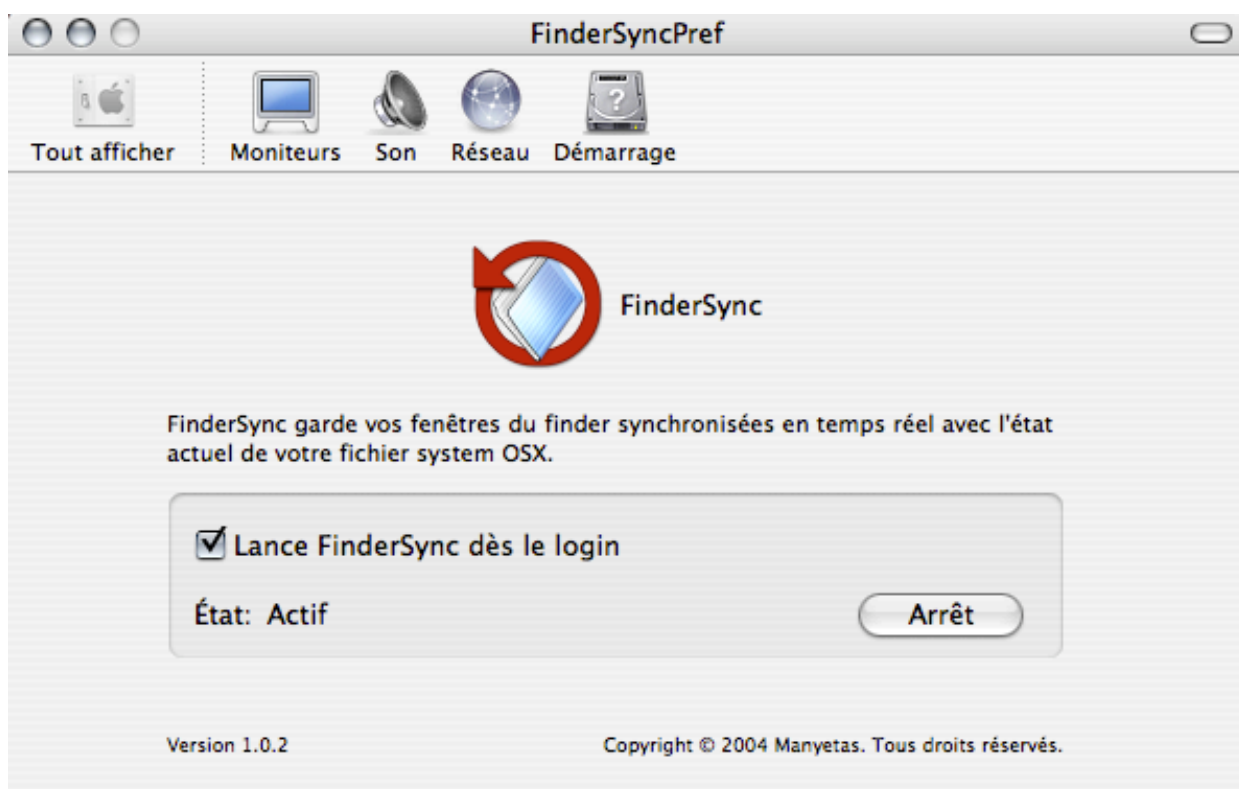 FinderSyncPref
Tout afficher
Moniteurs
Son
Réseau
Démarrage
FinderSync
FinderSync garde vos fenêtres du finder synchronisées en temps réel avec l'état
actuel de votre fichier system OSX.
Lance FinderSync dès le login
État: Actif
Arrêt
Version 1.0.2
Copyright © 2004 Manyetas. Tous droits réservés.